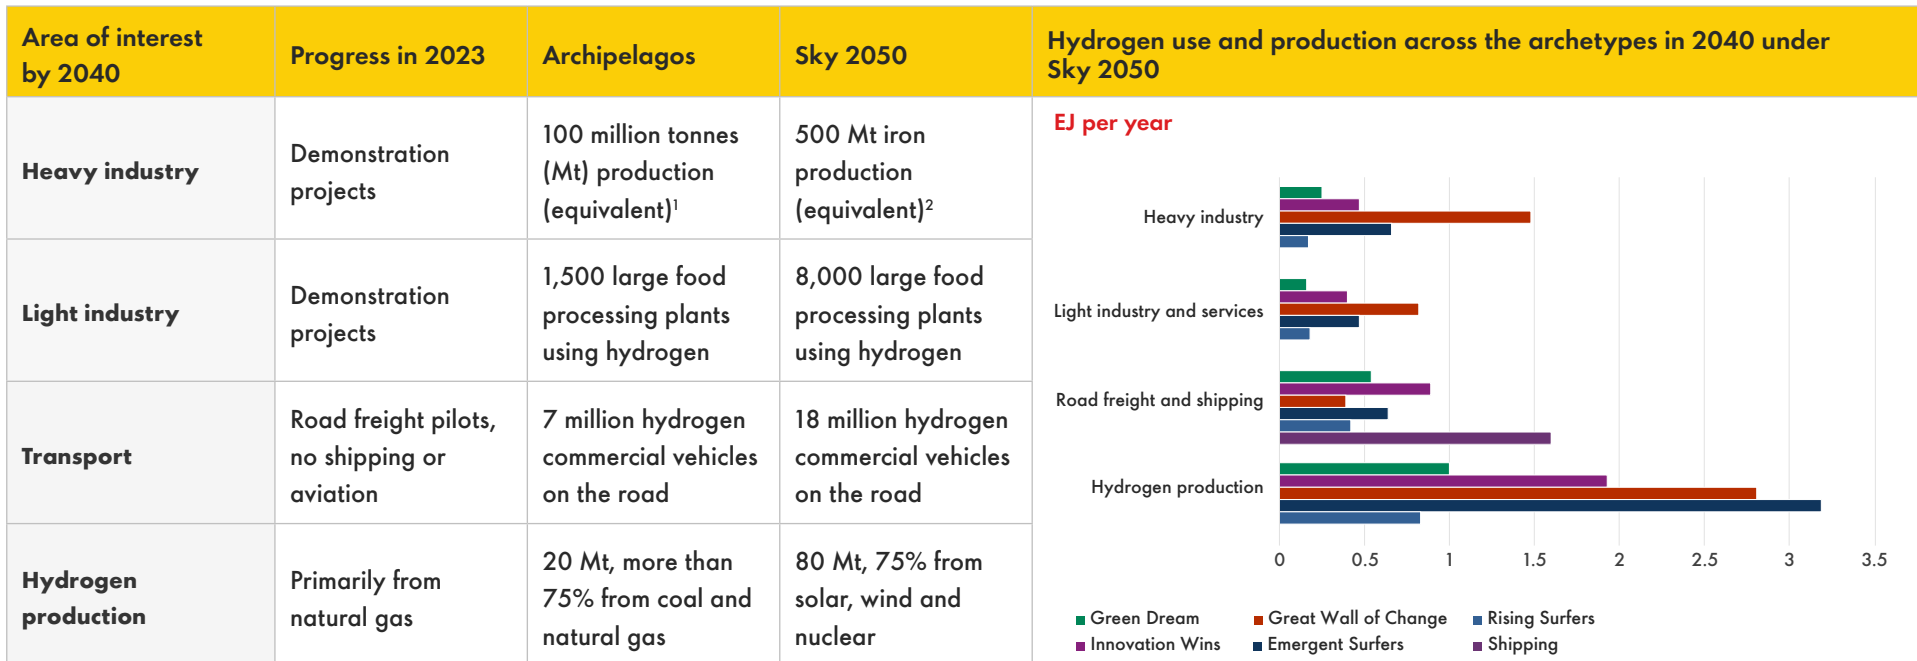 Area of interest
by 2040
Progress in 2023
Archipelagos
Sky 2050
Hydrogen use and production across the archetypes in 2040 under
Sky 2050
Heavy industry
Demonstration
projects
100 million tonnes
(Mt) production
(equivalent)¹
500 Mt iron
production
(equivalent)²
Light industry
Demonstration
projects
1,500 large food
processing plants
using hydrogen
8,000 large food
processing plants
using hydrogen
Transport
Road freight pilots,
no shipping or
aviation
7 million hydrogen
commercial vehicles
on the road
18 million hydrogen
commercial vehicles
on the road
Hydrogen
production
Primarily from
natural gas
20 Mt, more than
75% from coal and
natural gas
80 Mt, 75% from
solar, wind and
nuclear
EJ per year
Heavy industry
Light industry and services
Road freight and shipping
Hydrogen production
0 0.5 1 1.5 2 2.5 3 3.5
Green Dream Great Wall of Change Rising Surfers
Innovation Wins Emergent Surfers Shipping